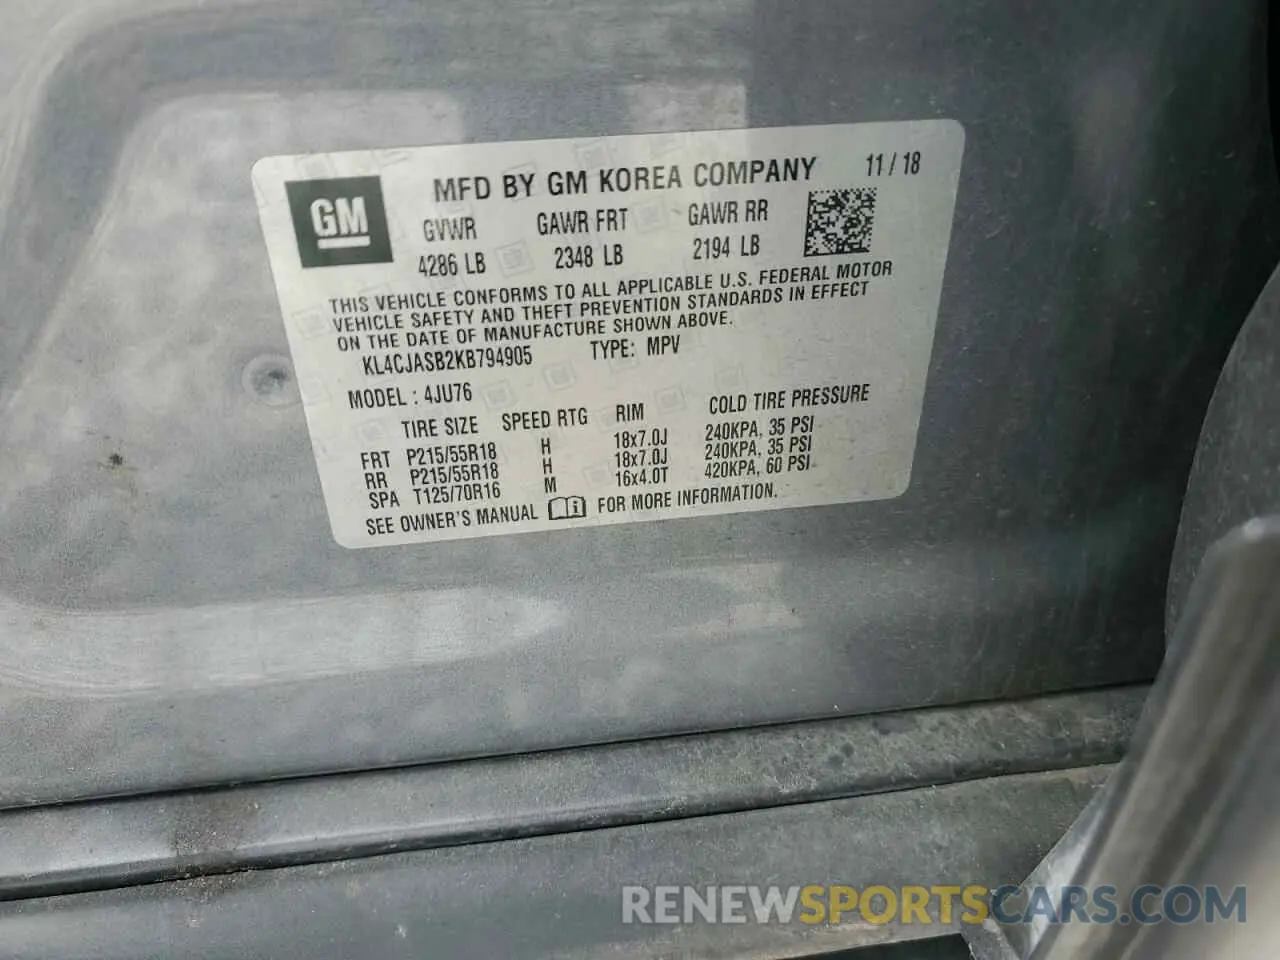 GM
MFD BY GM KOREA COMPANY 11 / 18
GVWR GAWR FRT GAWR RR
4286 LB 2348 LB 2194 LB
THIS VEHICLE CONFORMS TO ALL APPLICABLE U.S. FEDERAL MOTOR
VEHICLE SAFETY AND THEFT PREVENTION STANDARDS IN EFFECT
ON THE DATE OF MANUFACTURE SHOWN ABOVE.
KL4CJASB2KB794905 TYPE: MPV
MODEL : 4JU76
TIRE SIZE SPEED RTG RIM COLD TIRE PRESSURE
FRT P215/55R18 H 18x7.0J 240KPA, 35 PSI
RR P215/55R18 H 18x7.0J 240KPA, 35 PSI
SPA T125/70R16 M 16x4.0T 420KPA, 60 PSI
SEE OWNER'S MANUAL i FOR MORE INFORMATION.
RENEWSPORTSCARS.COM